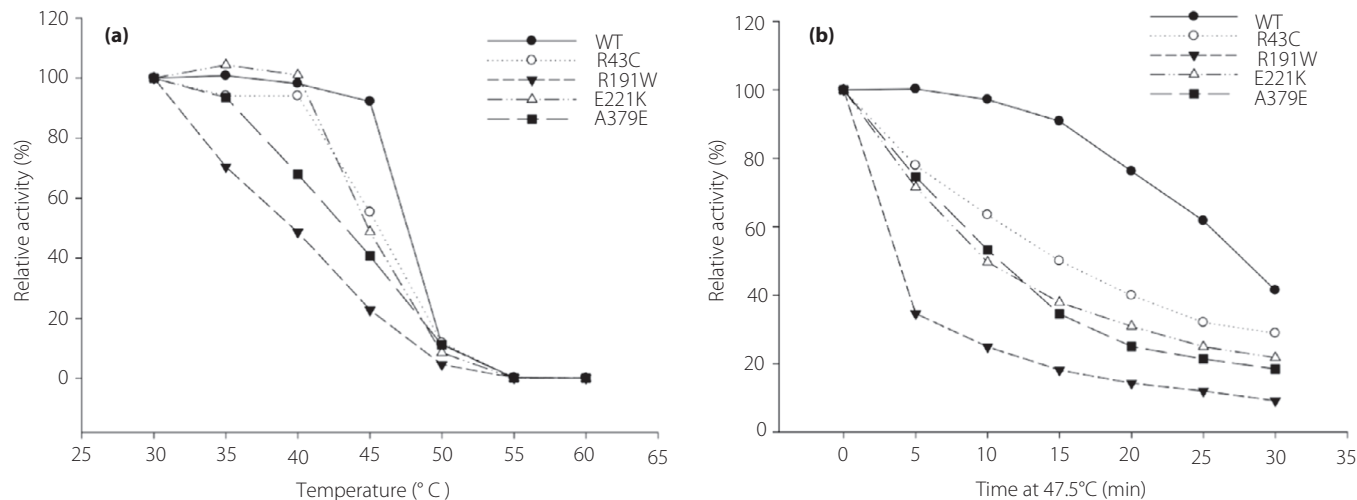 (a)
WT
R43C
R191W
E221K
A379E
120
100
80
60
40
20
0
Relative activity (%)
25 30 35 40 45 50 55 60 65
Temperature (° C )
(b)
WT
R43C
R191W
E221K
A379E
120
100
80
60
40
20
0
Relative activity (%)
0 5 10 15 20 25 30 35
Time at 47.5°C (min)